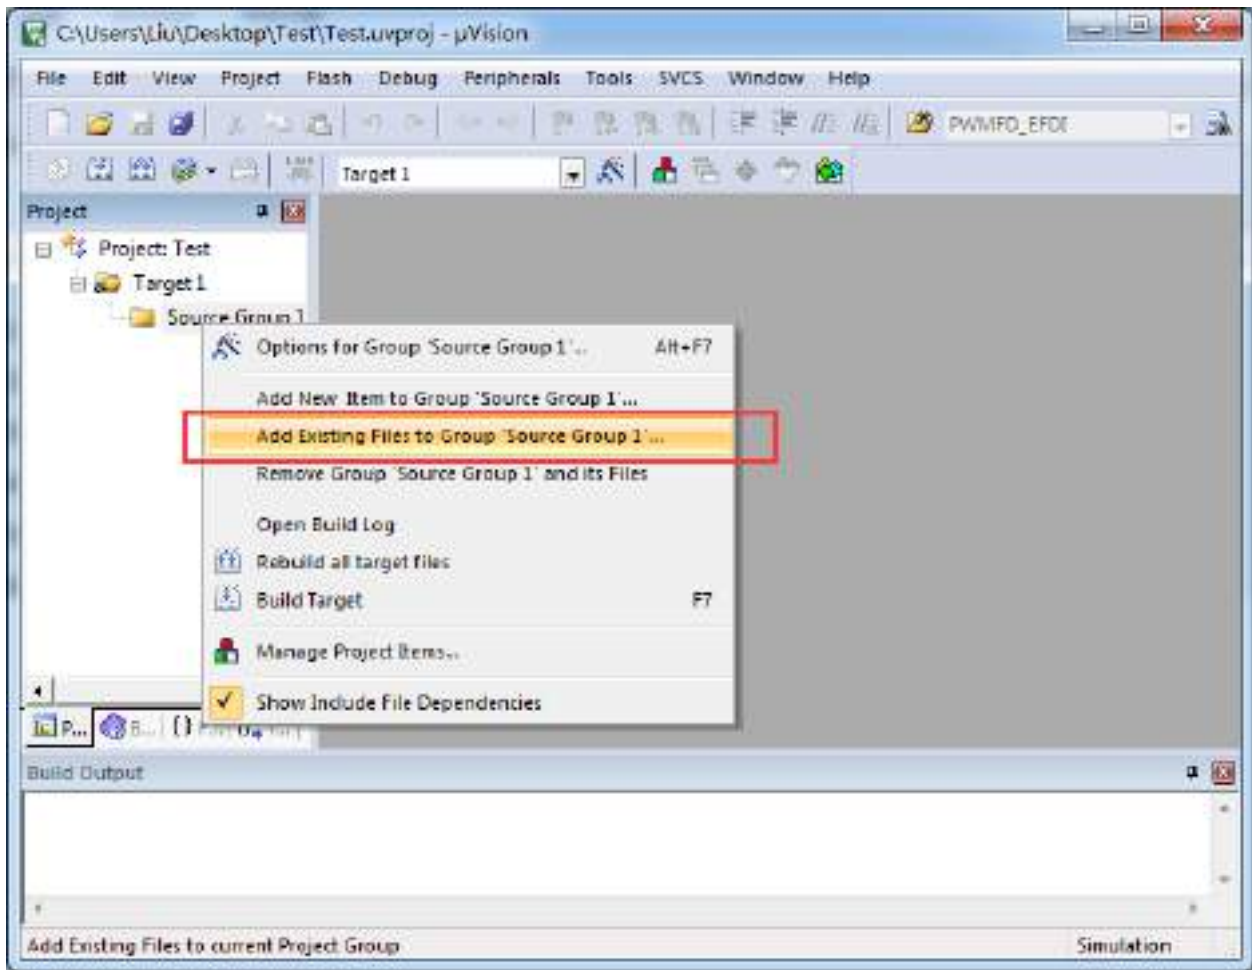 C:\Users\Liu\Desktop\Test\Test.uvproj - µVision
File Edit View Project Flash Debug Peripherals Tools SVCS Window Help
PWMFD_EFDI
Target 1
Project
Project: Test
Target 1
Source Group 1
Options for Group 'Source Group 1'... Alt+F7
Add New Item to Group 'Source Group 1'...
Add Existing Files to Group 'Source Group 1'...
Remove Group 'Source Group 1' and its Files
Open Build Log
Rebuild all target files
Build Target F7
Manage Project Items...
Show Include File Dependencies
P... B... {}
Build Output
Add Existing Files to current Project Group Simulation